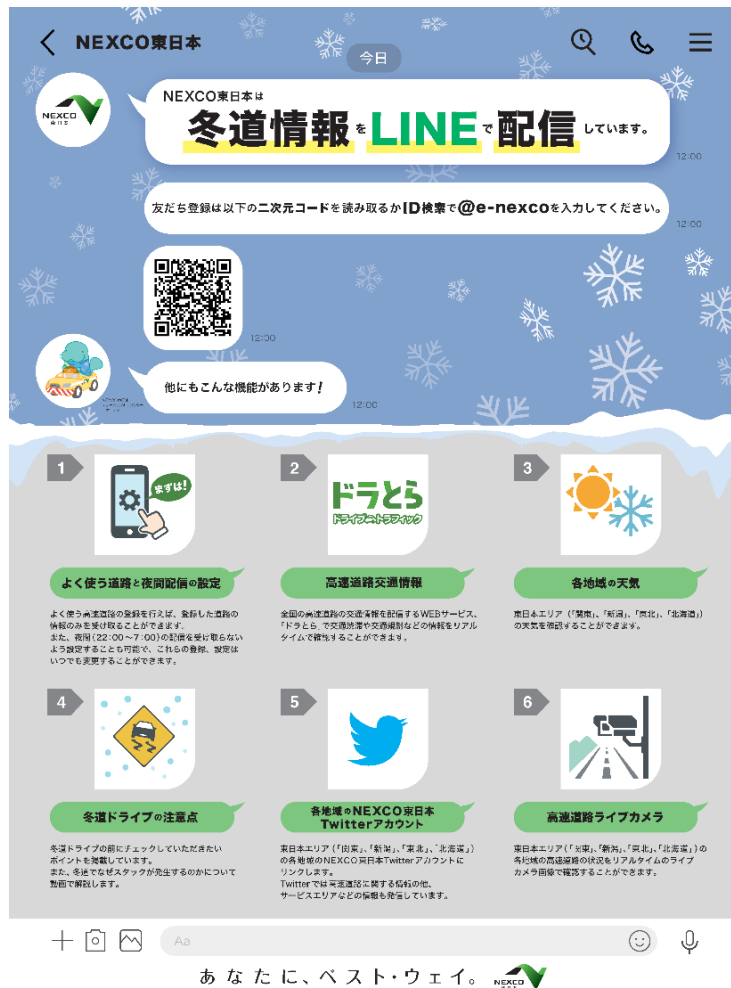 NEXCO東日本
今日
NEXCO
東日本
NEXCO東日本は
冬道情報をLINEで配信しています。
12:00
友だち登録は以下の二次元コードを読み取るかID検索で@e-nexcoを入力してください。
12:00
12:00
他にもこんな機能があります!
12:00
1
まずは!
よく使う道路と夜間配信の設定
よく使う高速道路の登録を行えば、登録した道路の
情報のみを受け取ることができます。
また、夜間(22:00〜7:00)の配信を受け取らない
よう設定することも可能で、これらの登録、設定は
いつでも変更することができます。
2
ドラとら
ドライブ トラフィック
高速道路交通情報
全国の高速道路の交通情報を配信するWEBサービス、
「ドラとら」で交通渋滞や交通規制などの情報をリアル
タイムで確認することができます。
3
各地域の天気
東日本エリア(「関東」、「新潟」、「東北」、「北海道」)
の天気を確認することができます。
4
冬道ドライブの注意点
冬道ドライブの前にチェックしていただきたい
ポイントを掲載しています。
また、冬道でなぜスタックが発生するのかについて
動画で解説します。
5
各地域のNEXCO東日本
Twitterアカウント
東日本エリア(「関東」、「新潟」、「東北」、「北海道」)
の各地域のNEXCO東日本Twitterアカウントに
リンクします。
Twitterでは高速道路に関する情報の他、
サービスエリアなどの情報も発信しています。
6
高速道路ライブカメラ
東日本エリア(「関東」、「新潟」、「東北」、「北海道」)の
各地域の高速道路の状況をリアルタイムのライブ
カメラ画像で確認することができます。
Aa
あなたに、ベスト・ウェイ。
NEXCO